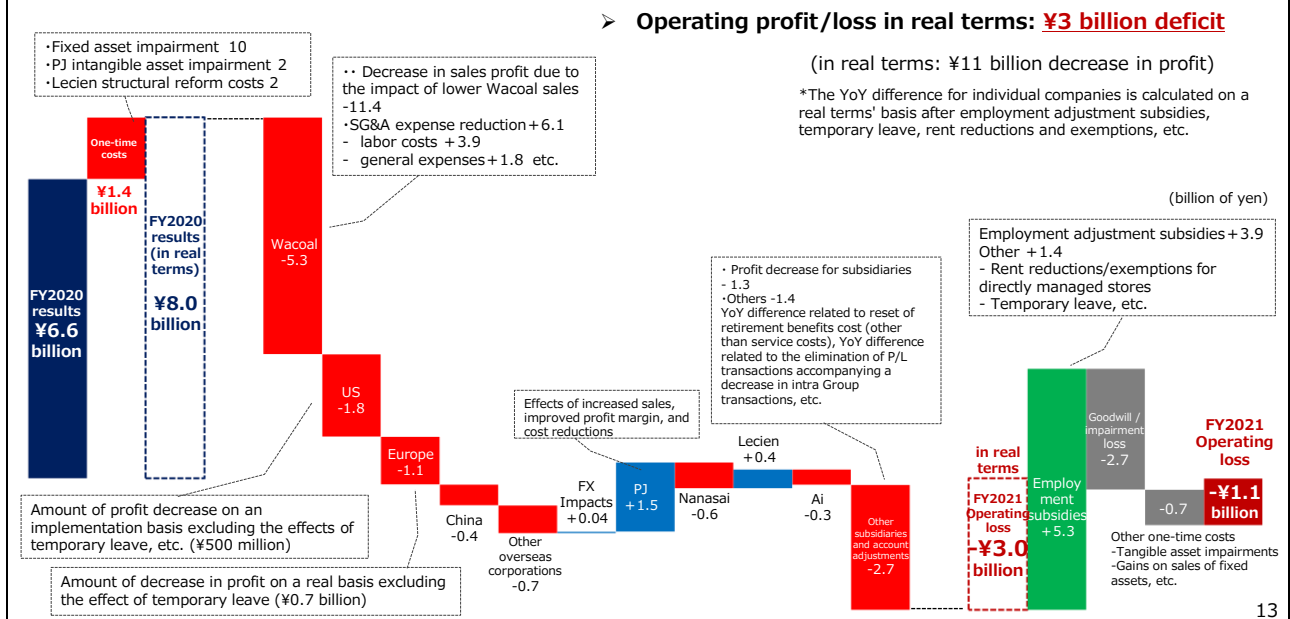 ➢ Operating profit/loss in real terms: ¥3 billion deficit
(in real terms: ¥11 billion decrease in profit)
*The YoY difference for individual companies is calculated on a
real terms' basis after employment adjustment subsidies,
temporary leave, rent reductions and exemptions, etc.
(billion of yen)
・Fixed asset impairment 10
・PJ intangible asset impairment 2
・Lecien structural reform costs 2
One-time
costs
¥1.4
billion
FY2020
results
¥6.6
billion
FY2020
results
(in real
terms)
¥8.0
billion
・・ Decrease in sales profit due to
the impact of lower Wacoal sales
-11.4
・SG&A expense reduction+6.1
- labor costs +3.9
- general expenses+1.8 etc.
Wacoal
-5.3
US
-1.8
Amount of profit decrease on an
implementation basis excluding the effects of
temporary leave, etc. (¥500 million)
Europe
-1.1
Amount of decrease in profit on a real basis excluding
the effect of temporary leave (¥0.7 billion)
China
-0.4
Other
overseas
corporations
-0.7
FX
Impacts
+0.04
Effects of increased sales,
improved profit margin, and
cost reductions
PJ
+1.5
Nanasai
-0.6
Lecien
+0.4
Ai
-0.3
・ Profit decrease for subsidiaries
- 1.3
・Others -1.4
YoY difference related to reset of
retirement benefits cost (other
than service costs), YoY difference
related to the elimination of P/L
transactions accompanying a
decrease in intra Group
transactions, etc.
Other
subsidiaries
and account
adjustments
-2.7
in real
terms
FY2021
Operating
loss
-¥3.0
billion
Employment adjustment subsidies+3.9
Other +1.4
- Rent reductions/exemptions for
directly managed stores
- Temporary leave, etc.
Employ
ment
subsidies
+5.3
Goodwill /
impairment
loss
-2.7
-0.7
Other one-time costs
-Tangible asset impairments
-Gains on sales of fixed
assets, etc.
FY2021
Operating
loss
-¥1.1
billion
13